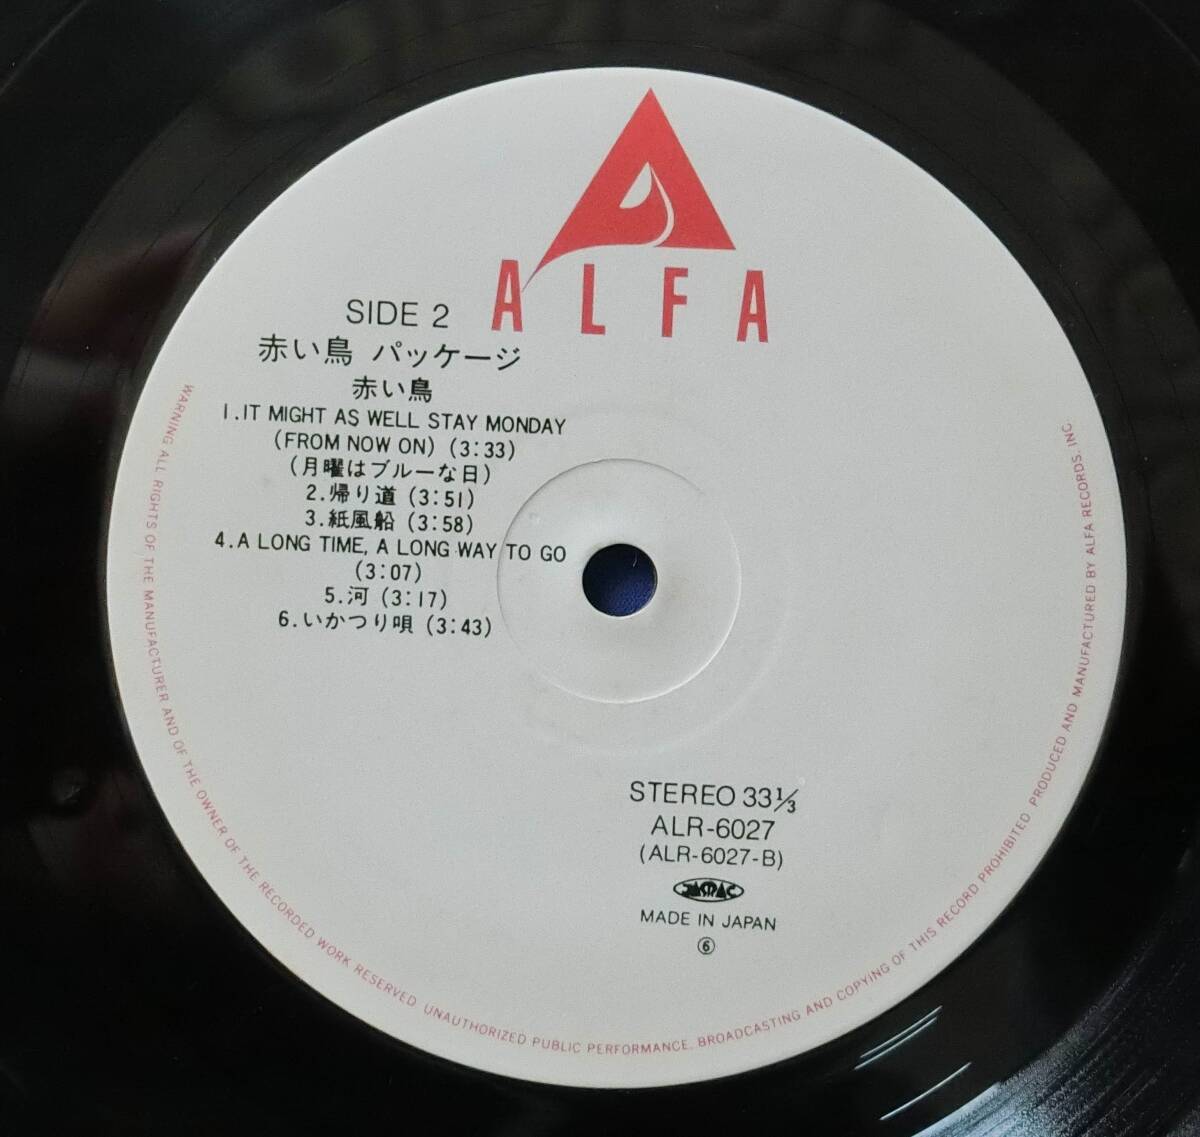 ALFA
SIDE 2
赤い鳥 パッケージ
赤い鳥
1.IT MIGHT AS WELL STAY MONDAY
(FROM NOW ON) (3:33)
(月曜はブルーな日)
2.帰り道 (3:51)
3.紙風船 (3:58)
4.A LONG TIME, A LONG WAY TO GO
(3:07)
5.河 (3:17)
6.いかつり唄 (3:43)
STEREO 33⅓
ALR-6027
(ALR-6027-B)
JASRAC
MADE IN JAPAN
⑥
WARNING ALL RIGHTS OF THE MANUFACTURER AND OF THE OWNER OF THE RECORDED WORK RESERVED. UNAUTHORIZED PUBLIC PERFORMANCE, BROADCASTING AND COPYING OF THIS RECORD PROHIBITED. PRODUCED AND MANUFACTURED BY ALFA RECORDS, INC.